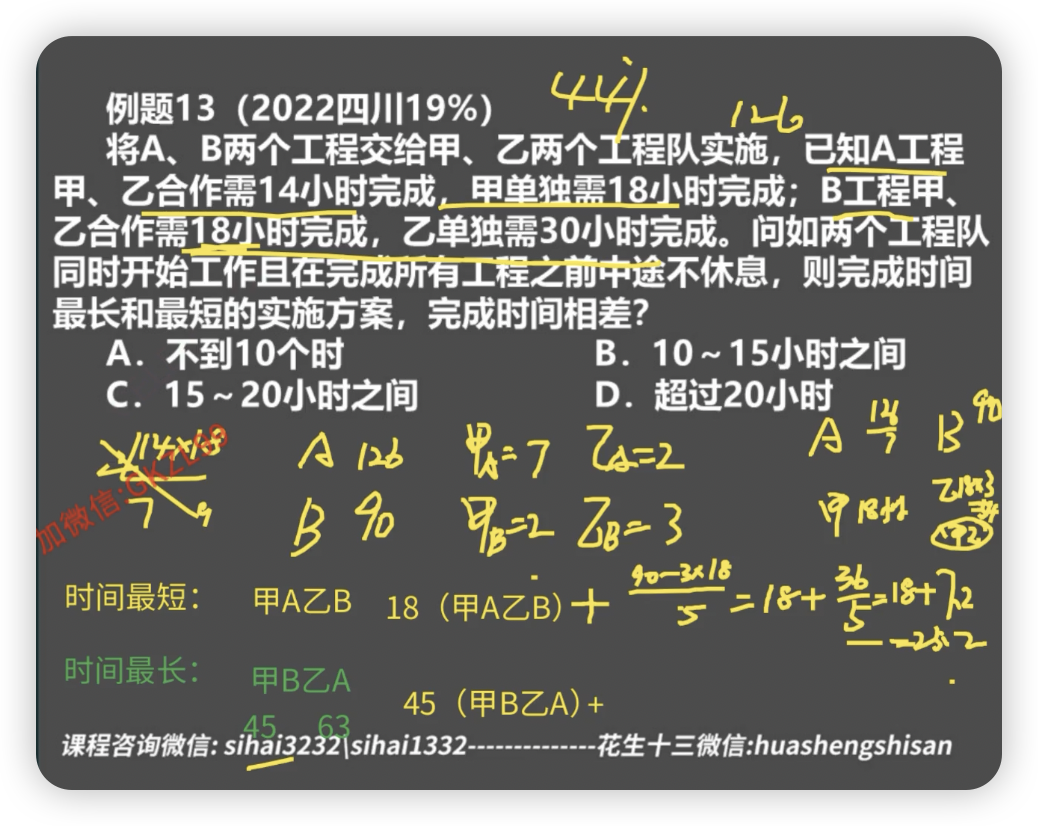 例题13（2022四川19%）
44%.
126
将A、B两个工程交给甲、乙两个工程队实施，已知A工程
甲、乙合作需14小时完成，甲单独需18小时完成；B工程甲、
乙合作需18小时完成，乙单独需30小时完成。问如两个工程队
同时开始工作且在完成所有工程之前中途不休息，则完成时间
最长和最短的实施方案，完成时间相差？
A．不到10个时
B．10～15小时之间
C．15～20小时之间
D．超过20小时
14×18
7 9
A 126 甲A=7 乙A=2
B 90 甲B=2 乙B=3
A 126/7 B 90
甲 18 乙18×3
甲2
加微信:GKZL99
时间最短： 甲A乙B 18（甲A乙B）+ (90-3×18)/5 =18+ 36/5 =18+7.2
=25.2
时间最长： 甲B乙A 45（甲B乙A）+
45 63
课程咨询微信: sihai3232\sihai1332--------------花生十三微信:huashengshisan